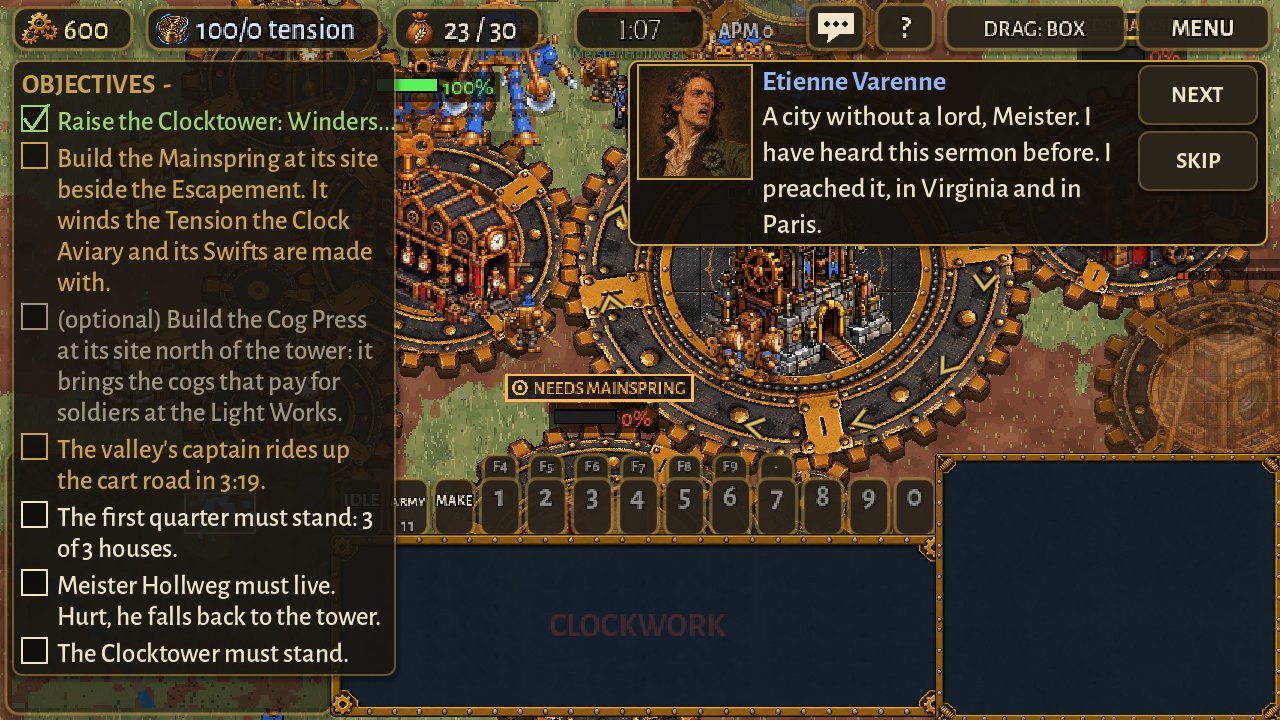 600
100/0 tension
23 / 30
1:07
APM 0
?
DRAG: BOX
MENU
OBJECTIVES -
100%
Raise the Clocktower: Winders...
Build the Mainspring at its site
beside the Escapement. It
winds the Tension the Clock
Aviary and its Swifts are made
with.
(optional) Build the Cog Press
at its site north of the tower: it
brings the cogs that pay for
soldiers at the Light Works.
The valley's captain rides up
the cart road in 3:19.
The first quarter must stand: 3
of 3 houses.
Meister Hollweg must live.
Hurt, he falls back to the tower.
The Clocktower must stand.
Etienne Varenne
A city without a lord, Meister. I
have heard this sermon before. I
preached it, in Virginia and in
Paris.
NEXT
SKIP
NEEDS MAINSPRING
0%
F4 F5 F6 F7 F8 F9
IDLE ARMY 11 MAKE 1 2 3 4 5 6 7 8 9 0
CLOCKWORK